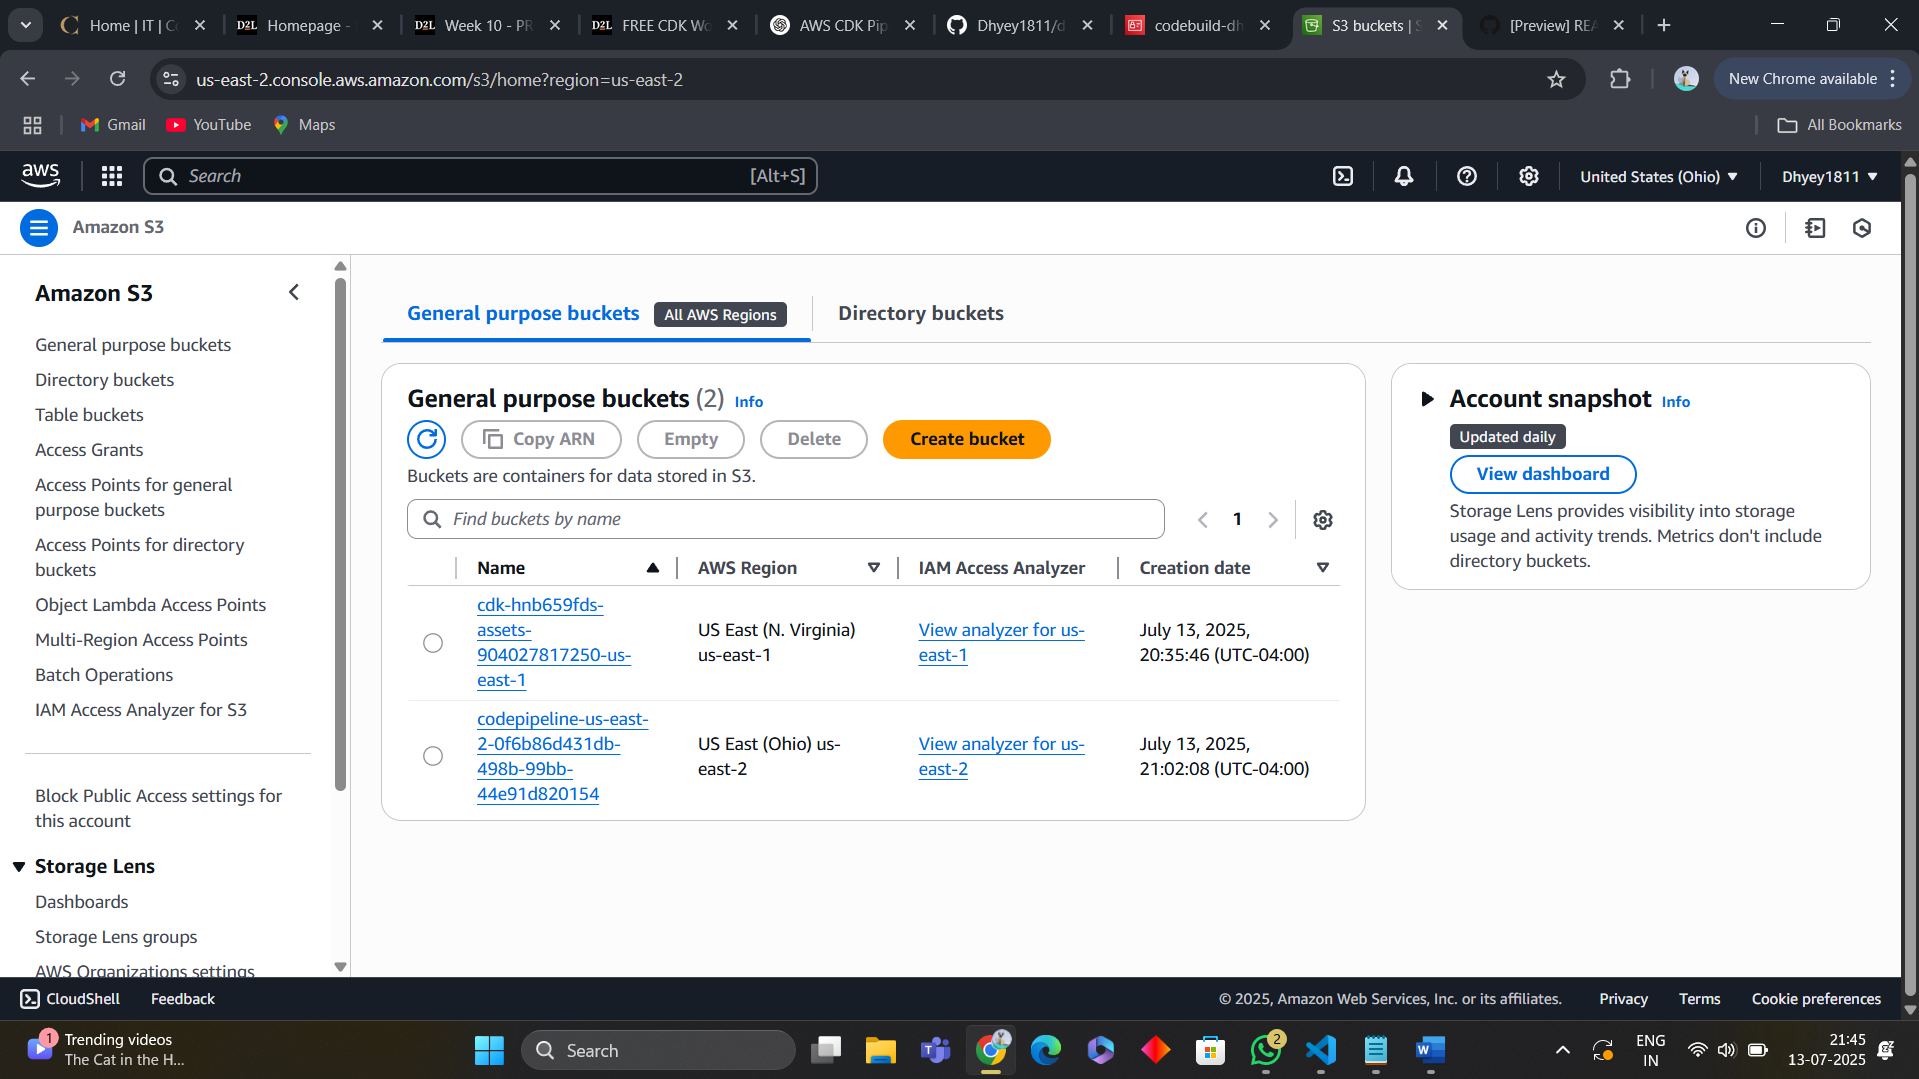 Home | IT | Co
Homepage -
Week 10 - PR
FREE CDK Wo
AWS CDK Pip
Dhyey1811/d
codebuild-dh
S3 buckets | S
[Preview] REA
us-east-2.console.aws.amazon.com/s3/home?region=us-east-2
New Chrome available
Gmail
YouTube
Maps
All Bookmarks
aws
Search
[Alt+S]
United States (Ohio)
Dhyey1811
Amazon S3
Amazon S3
General purpose buckets
Directory buckets
Table buckets
Access Grants
Access Points for general
purpose buckets
Access Points for directory
buckets
Object Lambda Access Points
Multi-Region Access Points
Batch Operations
IAM Access Analyzer for S3
Block Public Access settings for
this account
Storage Lens
Dashboards
Storage Lens groups
AWS Organizations settings
General purpose buckets
All AWS Regions
Directory buckets
General purpose buckets (2) Info
Copy ARN
Empty
Delete
Create bucket
Buckets are containers for data stored in S3.
Find buckets by name
1
Name
AWS Region
IAM Access Analyzer
Creation date
cdk-hnb659fds-
assets-
904027817250-us-
east-1
US East (N. Virginia)
us-east-1
View analyzer for us-
east-1
July 13, 2025,
20:35:46 (UTC-04:00)
codepipeline-us-east-
2-0f6b86d431db-
498b-99bb-
44e91d820154
US East (Ohio) us-
east-2
View analyzer for us-
east-2
July 13, 2025,
21:02:08 (UTC-04:00)
Account snapshot Info
Updated daily
View dashboard
Storage Lens provides visibility into storage
usage and activity trends. Metrics don't include
directory buckets.
CloudShell
Feedback
© 2025, Amazon Web Services, Inc. or its affiliates.
Privacy
Terms
Cookie preferences
1
Trending videos
The Cat in the H...
Search
2
ENG
IN
21:45
13-07-2025